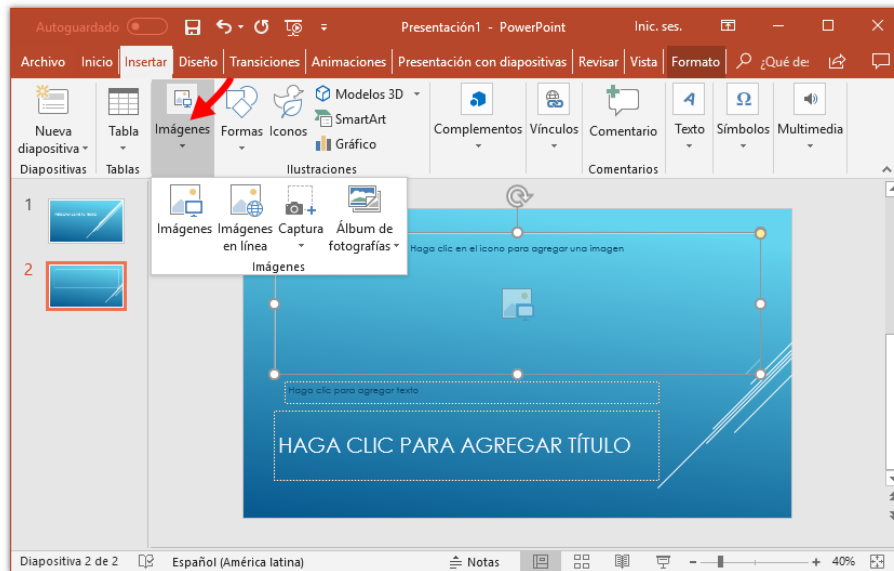 Autoguardado
Presentación1 - PowerPoint
Inic. ses.
Archivo Inicio Insertar Diseño Transiciones Animaciones Presentación con diapositivas Revisar Vista Formato ¿Qué de:
Nueva
diapositiva
Diapositivas
Tabla
Tablas
Imágenes
Formas
Iconos
Modelos 3D
SmartArt
Gráfico
Ilustraciones
Complementos
Vínculos
Comentario
Comentarios
Texto
Símbolos
Multimedia
Imágenes
Imágenes
en línea
Captura
Álbum de
fotografías
Imágenes
1
2
Haga clic en el icono para agregar una imagen
Haga clic para agregar texto
HAGA CLIC PARA AGREGAR TÍTULO
Diapositiva 2 de 2
Español (América latina)
Notas
40%